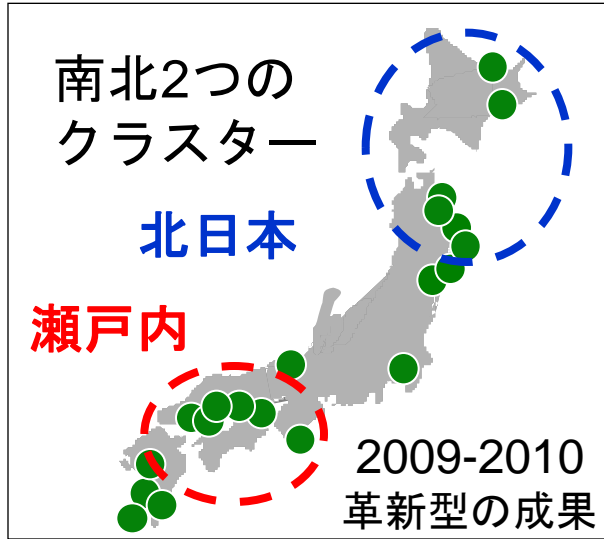 南北2つの
クラスター
北日本
瀬戸内
2009-2010
革新型の成果